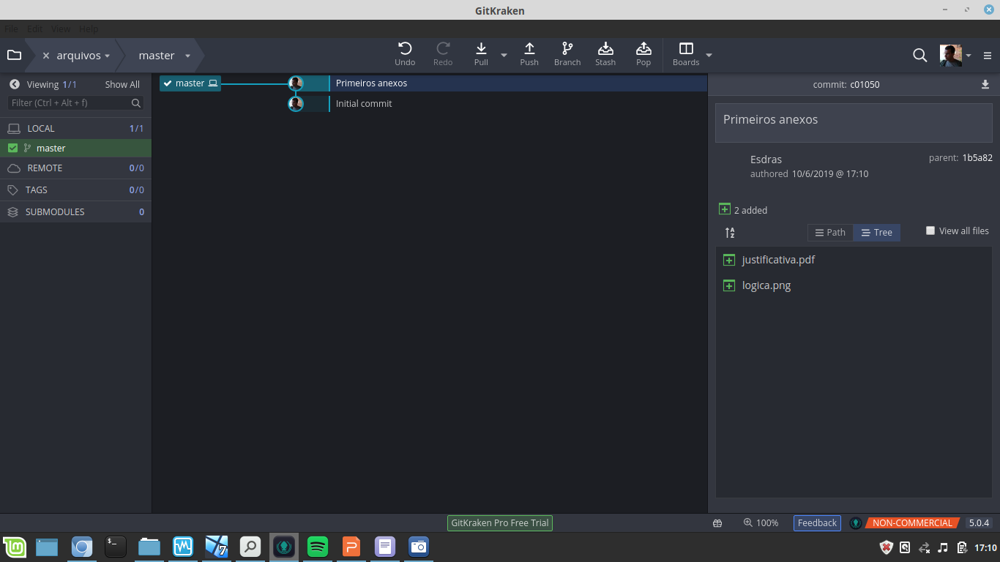 GitKraken
File Edit View Help
arquivos master
Undo Redo Pull Push Branch Stash Pop Boards
Viewing 1/1 Show All
Filter (Ctrl + Alt + f)
LOCAL 1/1
master
REMOTE 0/0
TAGS 0/0
SUBMODULES 0
master Primeiros anexos
Initial commit
commit: c01050
Primeiros anexos
Esdras parent: 1b5a82
authored 10/6/2019 @ 17:10
2 added
A Z Path Tree View all files
justificativa.pdf
logica.png
GitKraken Pro Free Trial 100% Feedback NON-COMMERCIAL 5.0.4
$_ 7 P 17:10